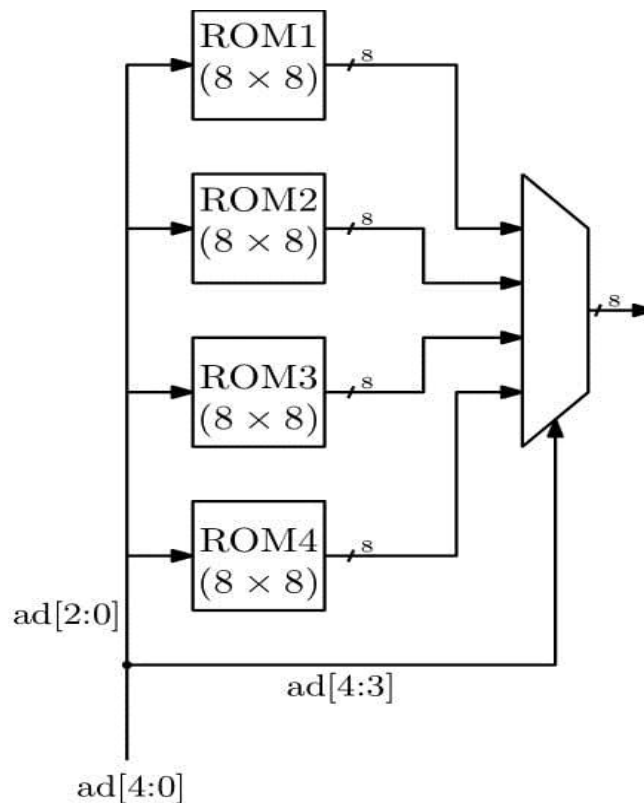 ROM1
(8 × 8)
8
ROM2
(8 × 8)
8
8
ROM3
(8 × 8)
8
ROM4
(8 × 8)
8
ad[2:0]
ad[4:3]
ad[4:0]